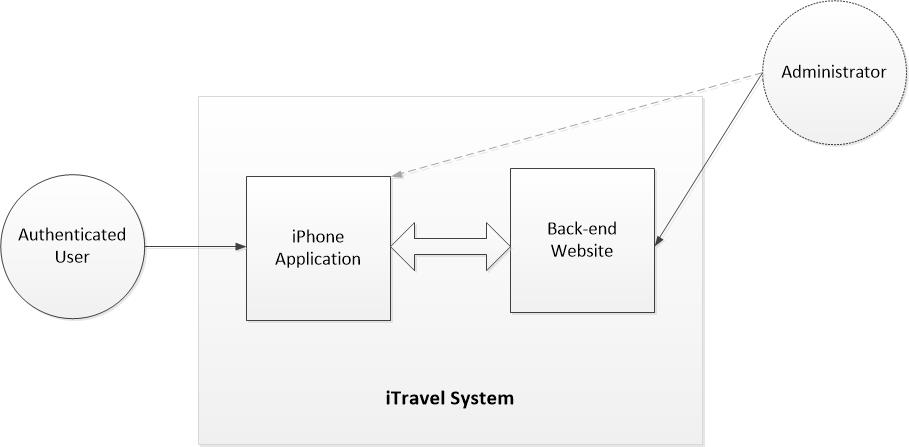 Administrator
Authenticated
User
iPhone
Application
Back-end
Website
iTravel System